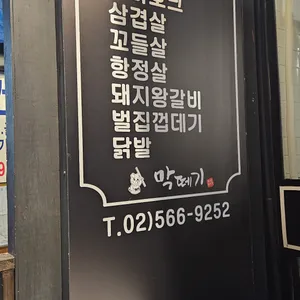 삼겹살
꼬들살
항정살
돼지왕갈비
벌집껍데기
닭발
막떼기
T.02)566-9252